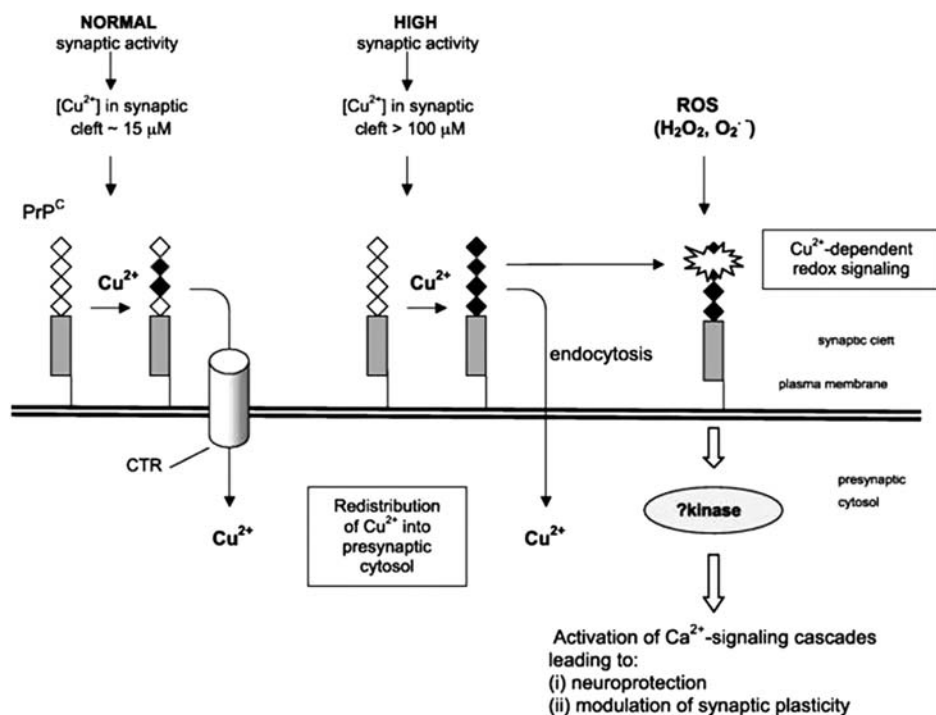 NORMAL
synaptic activity
[Cu²⁺] in synaptic
cleft ~ 15 µM
HIGH
synaptic activity
[Cu²⁺] in synaptic
cleft > 100 µM
ROS
(H₂O₂, O₂˙⁻)
PrPᶜ
Cu²⁺
Cu²⁺
Cu²⁺-dependent
redox signaling
endocytosis
synaptic cleft
plasma membrane
CTR
Cu²⁺
Redistribution
of Cu²⁺ into
presynaptic
cytosol
Cu²⁺
presynaptic
cytosol
?kinase
Activation of Ca²⁺-signaling cascades
leading to:
(i) neuroprotection
(ii) modulation of synaptic plasticity